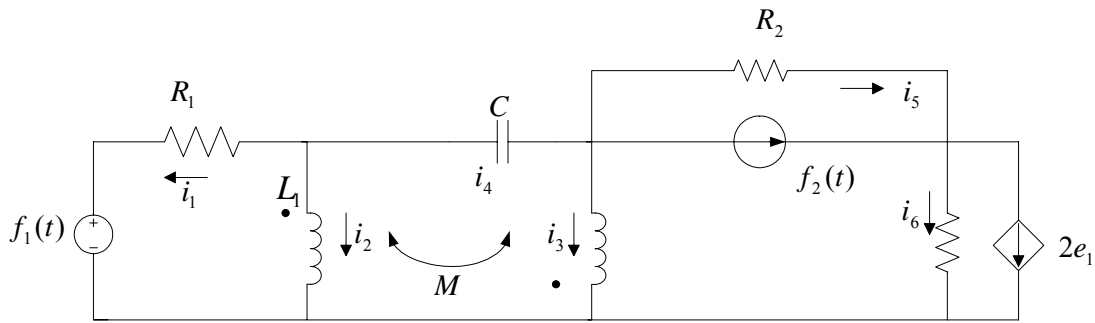 R₂
R₁
i₅
C
i₄
f₂(t)
i₁
L₁
f₁(t)
+
−
i₂
i₃
i₆
2e₁
M